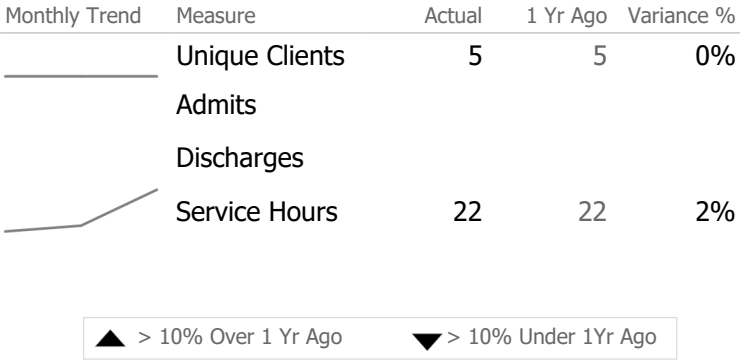 Monthly Trend Measure Actual 1 Yr Ago Variance %
Unique Clients 5 5 0%
Admits
Discharges
Service Hours 22 22 2%
> 10% Over 1 Yr Ago > 10% Under 1Yr Ago